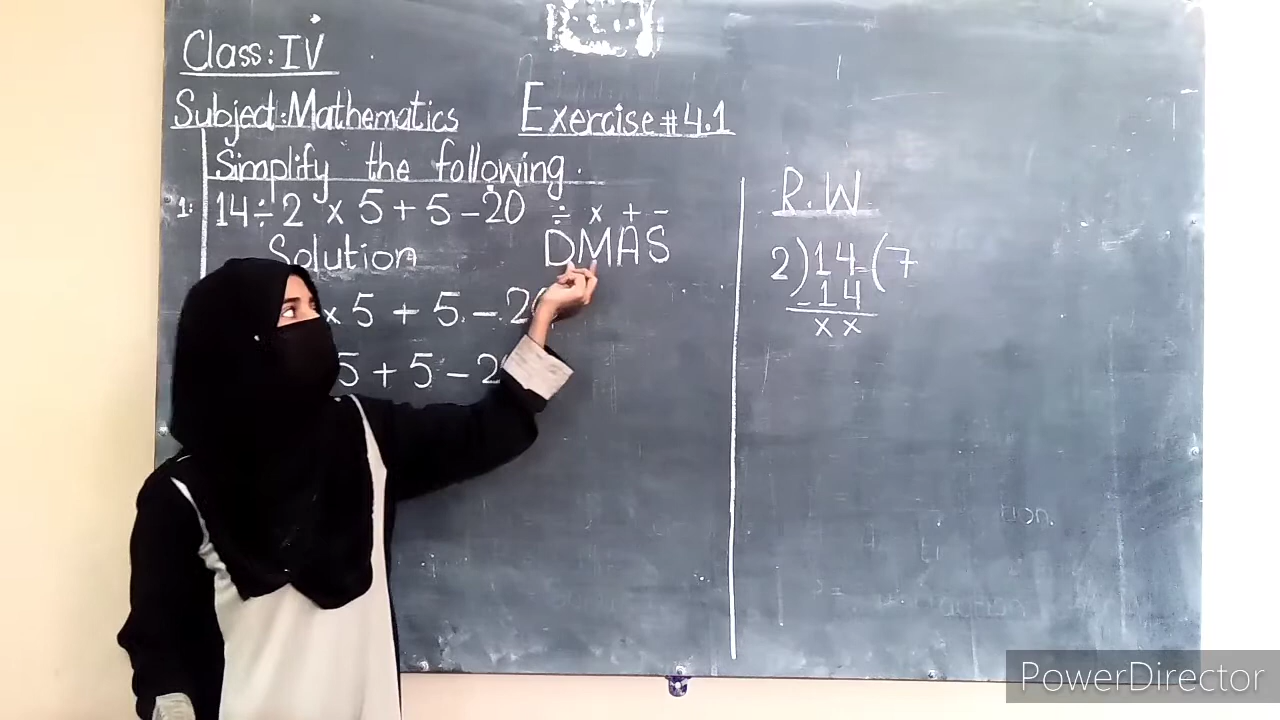 Class: IV
Subject: Mathematics Exercise # 4.1
Simplify the following.
1: 14 ÷ 2 × 5 + 5 - 20 ÷ × + -
Solution DMAS
× 5 + 5 - 2
5 + 5 - 2
R.W
2)14(7
-14
x x
PowerDirector